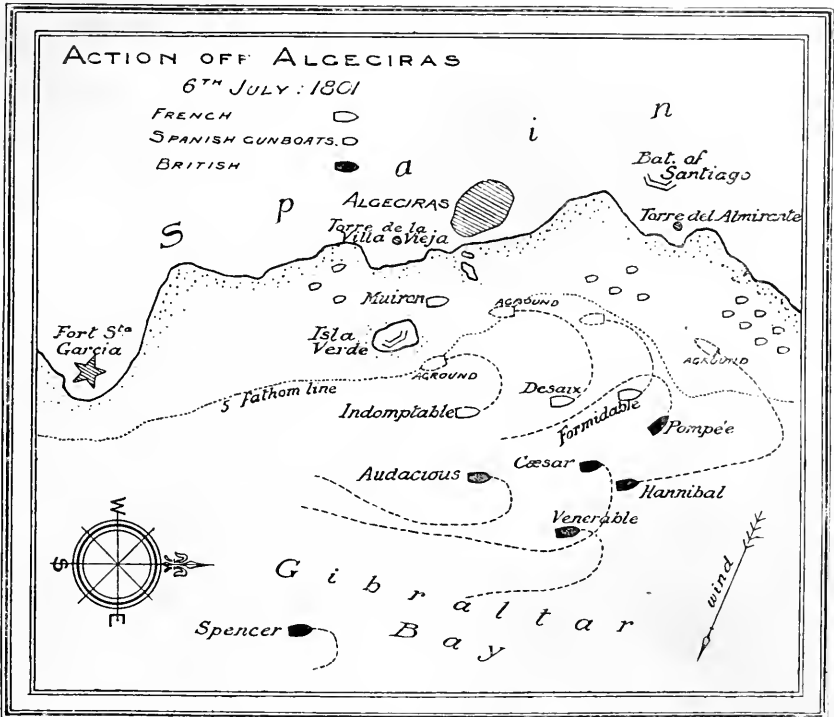 ACTION OFF ALGECIRAS
6TH JULY : 1801
FRENCH
SPANISH GUNBOATS.
BRITISH
S p a i n
Bat. of
Santiago
ALGECIRAS
Torre de la
Villa Vieja
Torre del Almirante
Muiron
AGROUND
Fort Sta
Garcia
Isla
Verde
AGROUND
AGROUND
5 fathom line
Desaix
Indomptable
Formidable
Pompée
Audacious
Cæsar
Hannibal
Venerable
W
S
E
Gibraltar
Bay
wind
Spencer